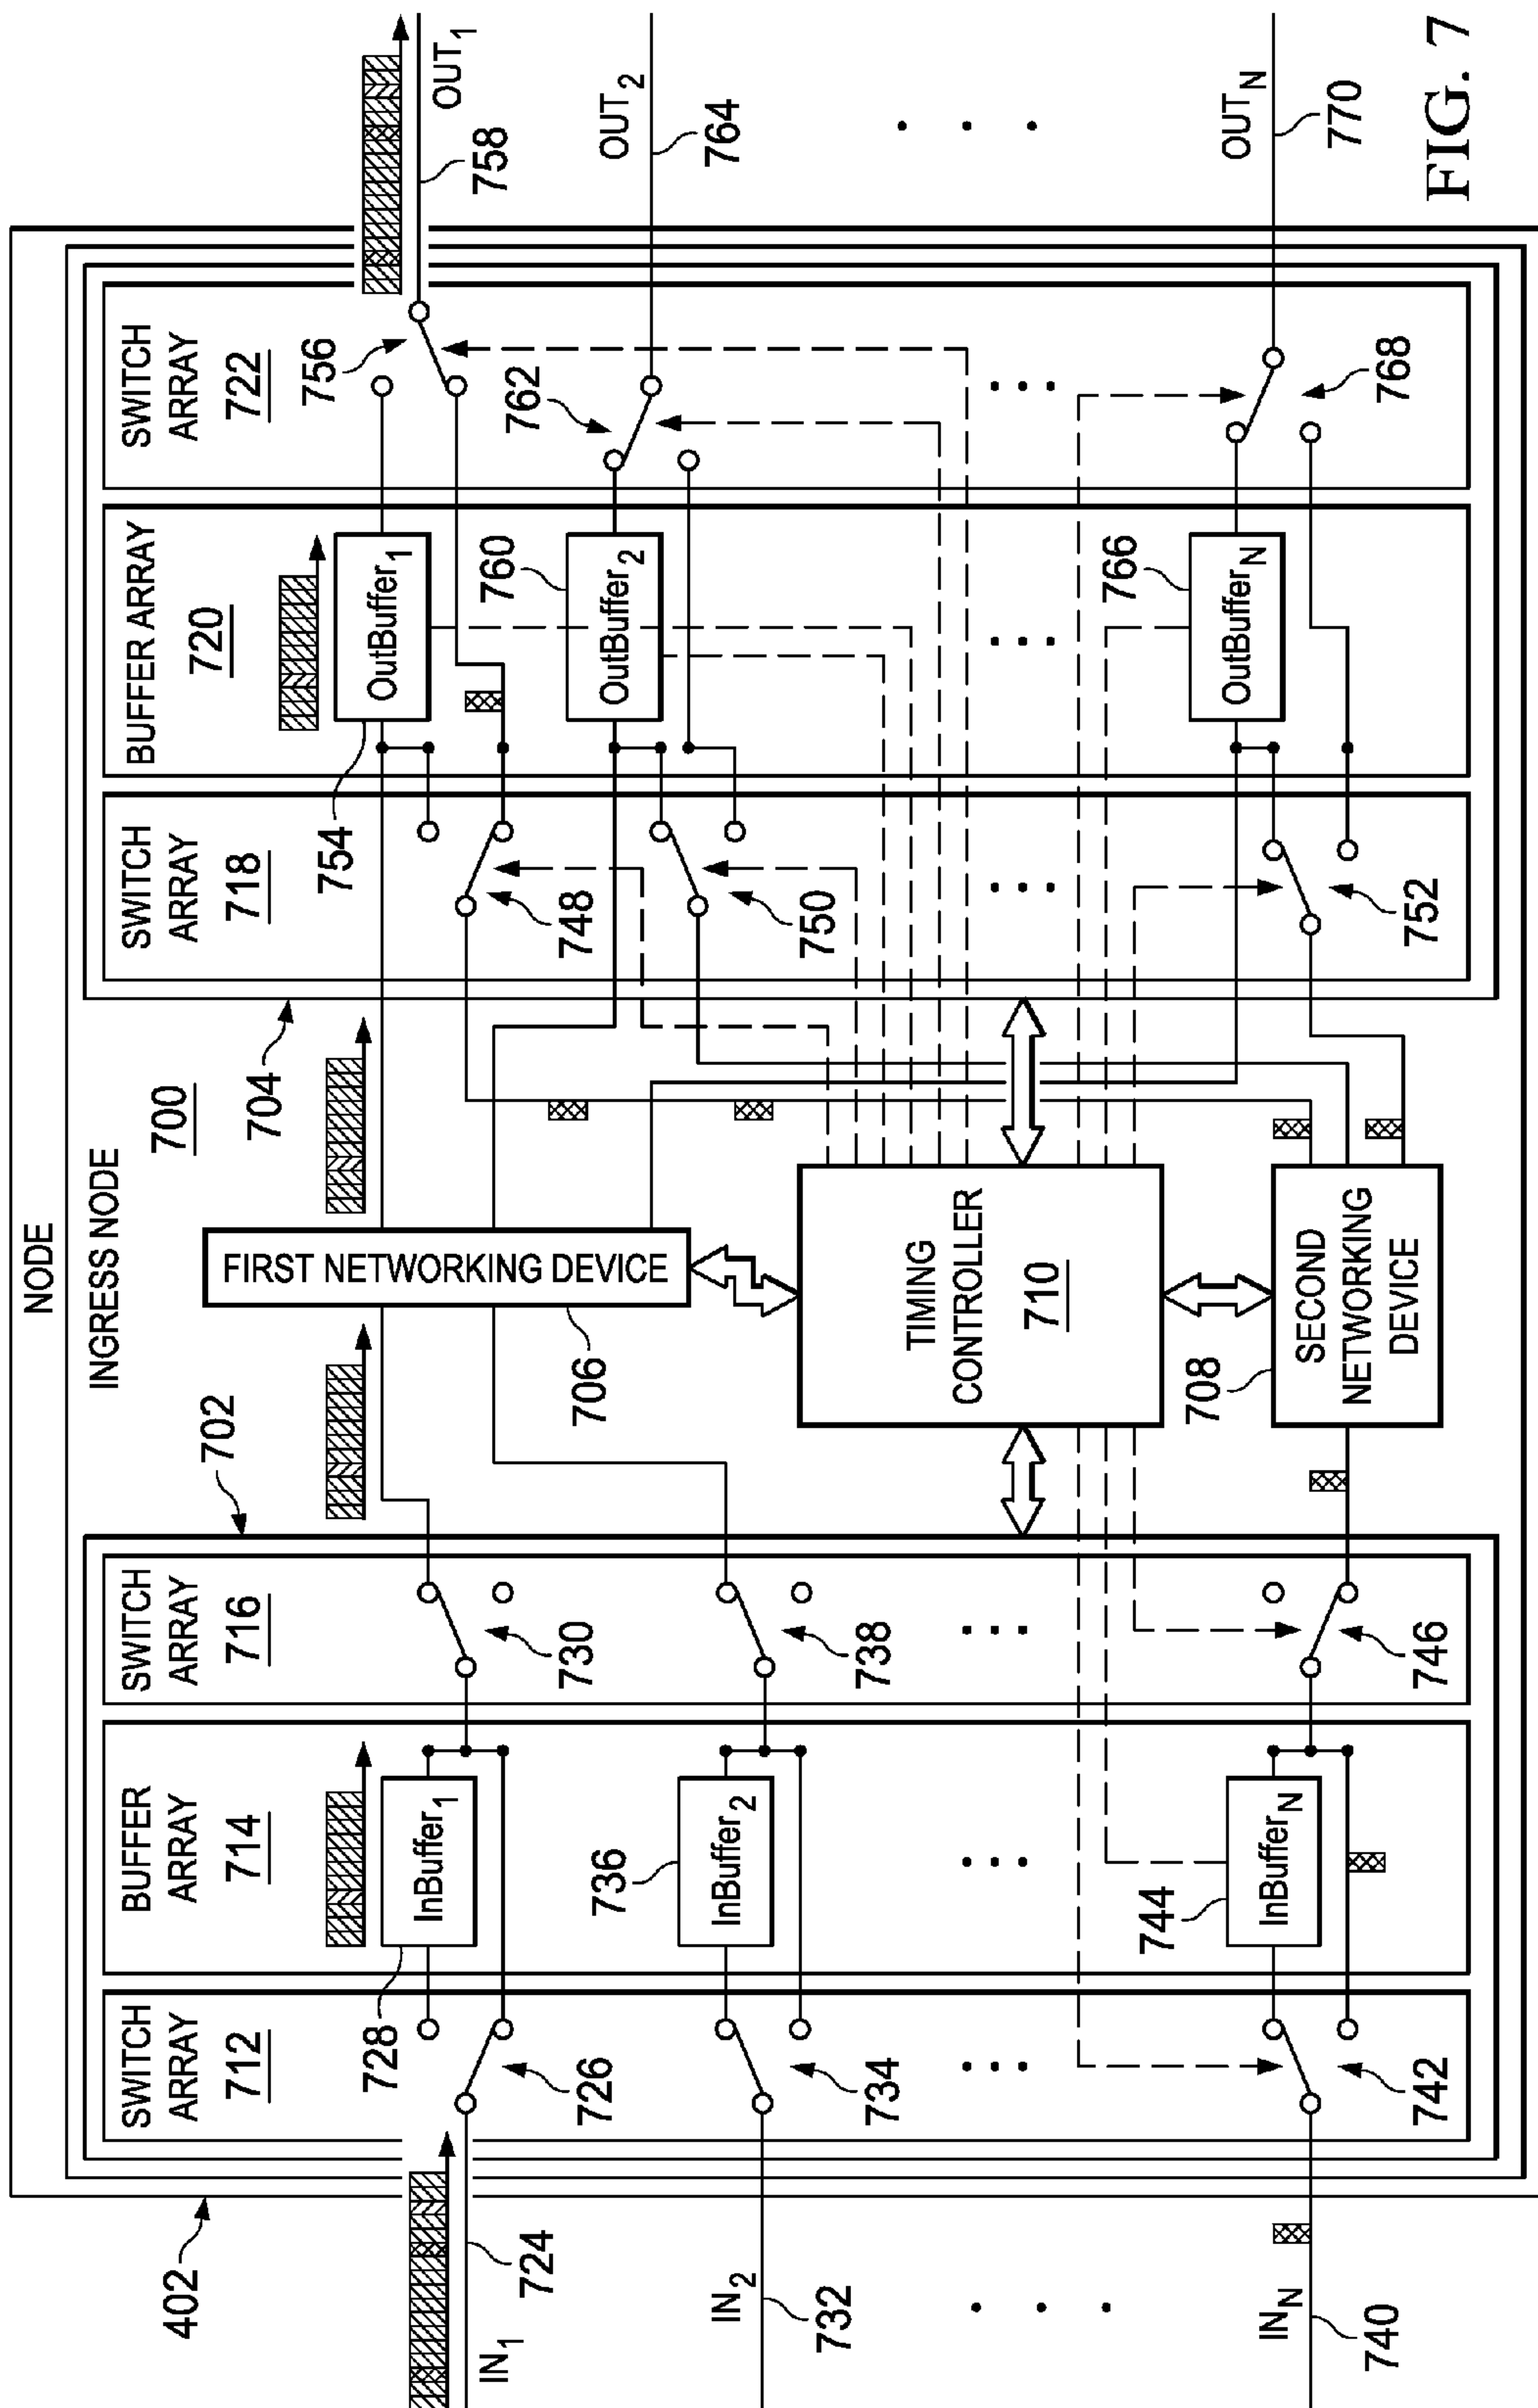 NODE
INGRESS NODE
700
402
702
704
SWITCH
ARRAY
712
BUFFER
ARRAY
714
SWITCH
ARRAY
716
SWITCH
ARRAY
718
BUFFER ARRAY
720
SWITCH
ARRAY
722
IN1
724
726
728
InBuffer1
730
FIRST NETWORKING DEVICE
706
748
754
OutBuffer1
756
758
OUT1
IN2
732
734
736
InBuffer2
738
TIMING
CONTROLLER
710
750
760
OutBuffer2
762
OUT2
764
INN
740
742
744
InBufferN
746
708
SECOND
NETWORKING
DEVICE
752
766
OutBufferN
768
OUTN
770
FIG. 7